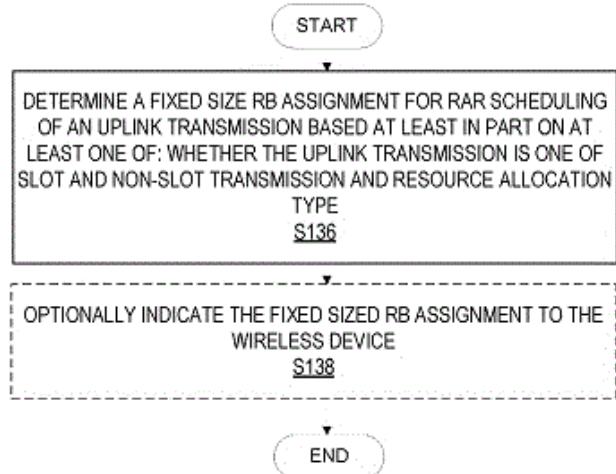 START
DETERMINE A FIXED SIZE RB ASSIGNMENT FOR RAR SCHEDULING
OF AN UPLINK TRANSMISSION BASED AT LEAST IN PART ON AT
LEAST ONE OF: WHETHER THE UPLINK TRANSMISSION IS ONE OF
SLOT AND NON-SLOT TRANSMISSION AND RESOURCE ALLOCATION
TYPE
S136
OPTIONALLY INDICATE THE FIXED SIZED RB ASSIGNMENT TO THE
WIRELESS DEVICE
S138
END